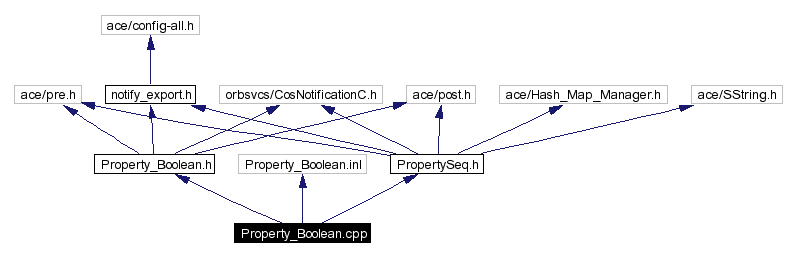 ace/config-all.h
ace/pre.h
notify_export.h
orbsvcs/CosNotificationC.h
ace/post.h
ace/Hash_Map_Manager.h
ace/SString.h
Property_Boolean.h
Property_Boolean.inl
PropertySeq.h
Property_Boolean.cpp